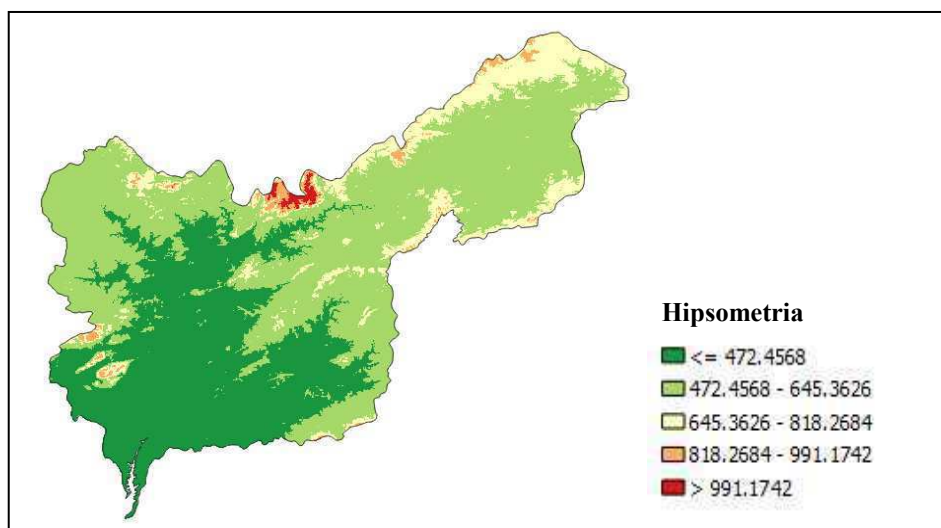 Hipsometria
<= 472.4568
472.4568 - 645.3626
645.3626 - 818.2684
818.2684 - 991.1742
> 991.1742